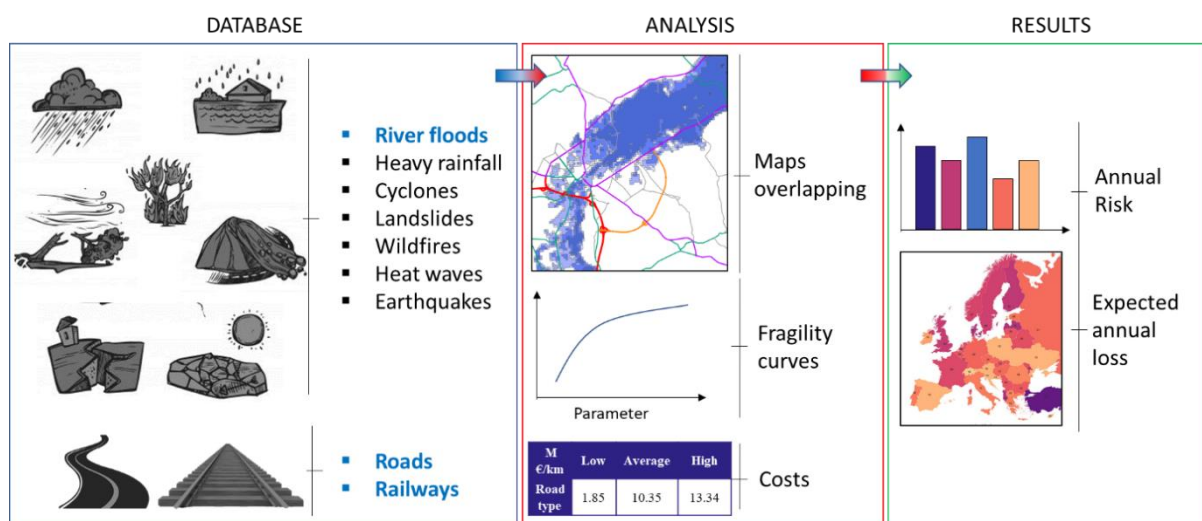 DATABASE
River floods
Heavy rainfall
Cyclones
Landslides
Wildfires
Heat waves
Earthquakes
Roads
Railways
ANALYSIS
Maps
overlapping
Fragility
curves
Parameter
M
€/km
Low
Average
High
Road
type
1.85
10.35
13.34
Costs
RESULTS
Annual
Risk
Expected
annual
loss